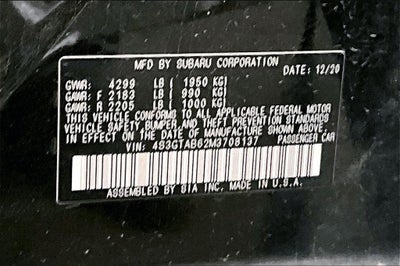 MFD BY SUBARU CORPORATION
DATE: 12/20
GVWR: 4299 LB ( 1950 KG)
GAWR: F 2183 LB ( 990 KG)
GAWR: R 2205 LB ( 1000 KG)
THIS VEHICLE CONFORMS TO ALL APPLICABLE FEDERAL MOTOR
VEHICLE SAFETY, BUMPER, AND THEFT PREVENTION STANDARDS
IN EFFECT ON THE DATE OF MANUFACTURE SHOWN ABOVE.
VIN: 4S3GTAB62M3708137 PASSENGER CAR
ASSEMBLED BY SIA INC. MADE IN U.S.A.